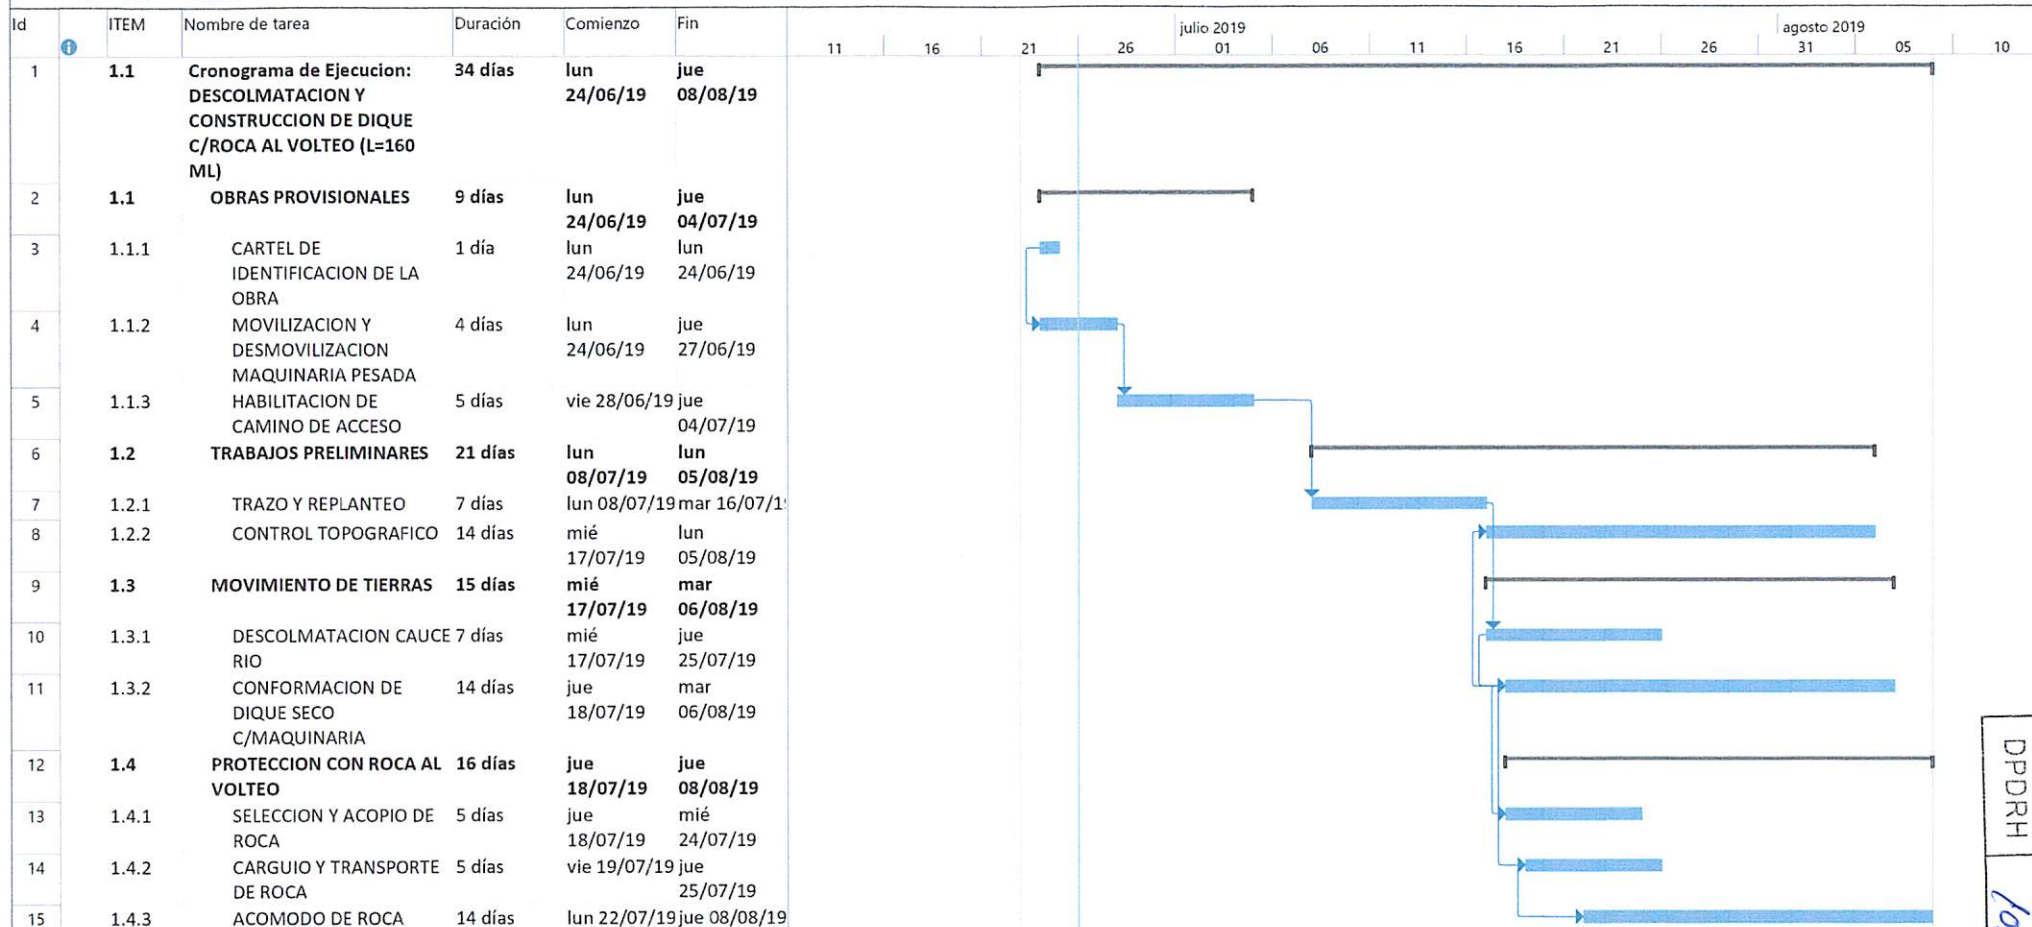 Id ITEM Nombre de tarea Duración Comienzo Fin
julio 2019 agosto 2019
11 16 21 26 01 06 11 16 21 26 31 05 10
1 1.1 Cronograma de Ejecucion: 34 días lun jue
DESCOLMATACION Y 24/06/19 08/08/19
CONSTRUCCION DE DIQUE
C/ROCA AL VOLTEO (L=160
ML)
2 1.1 OBRAS PROVISIONALES 9 días lun jue
24/06/19 04/07/19
3 1.1.1 CARTEL DE 1 día lun lun
IDENTIFICACION DE LA 24/06/19 24/06/19
OBRA
4 1.1.2 MOVILIZACION Y 4 días lun jue
DESMOVILIZACION 24/06/19 27/06/19
MAQUINARIA PESADA
5 1.1.3 HABILITACION DE 5 días vie 28/06/19 jue
CAMINO DE ACCESO 04/07/19
6 1.2 TRABAJOS PRELIMINARES 21 días lun lun
08/07/19 05/08/19
7 1.2.1 TRAZO Y REPLANTEO 7 días lun 08/07/19 mar 16/07/1
8 1.2.2 CONTROL TOPOGRAFICO 14 días mié lun
17/07/19 05/08/19
9 1.3 MOVIMIENTO DE TIERRAS 15 días mié mar
17/07/19 06/08/19
10 1.3.1 DESCOLMATACION CAUCE 7 días mié jue
RIO 17/07/19 25/07/19
11 1.3.2 CONFORMACION DE 14 días jue mar
DIQUE SECO 18/07/19 06/08/19
C/MAQUINARIA
12 1.4 PROTECCION CON ROCA AL 16 días jue jue
VOLTEO 18/07/19 08/08/19
13 1.4.1 SELECCION Y ACOPIO DE 5 días jue mié
ROCA 18/07/19 24/07/19
14 1.4.2 CARGUIO Y TRANSPORTE 5 días vie 19/07/19 jue
DE ROCA 25/07/19
15 1.4.3 ACOMODO DE ROCA 14 días lun 22/07/19 jue 08/08/19
DPDRH